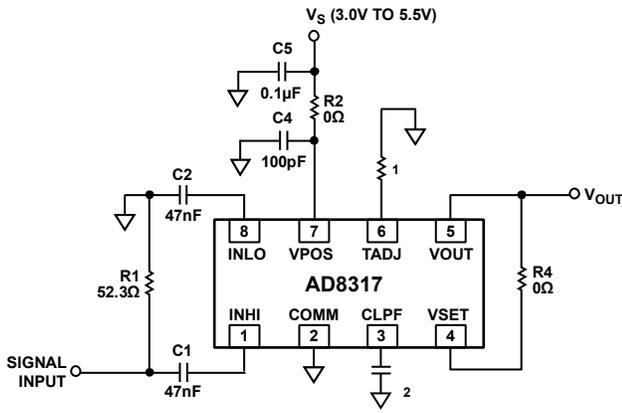 VS (3.0V TO 5.5V)
C5
0.1µF
R2
0Ω
C4
100pF
1
C2
47nF
VOUT
8
7
6
5
INLO
VPOS
TADJ
VOUT
R1
52.3Ω
AD8317
R4
0Ω
INHI
COMM
CLPF
VSET
1
2
3
4
SIGNAL
INPUT
C1
47nF
2